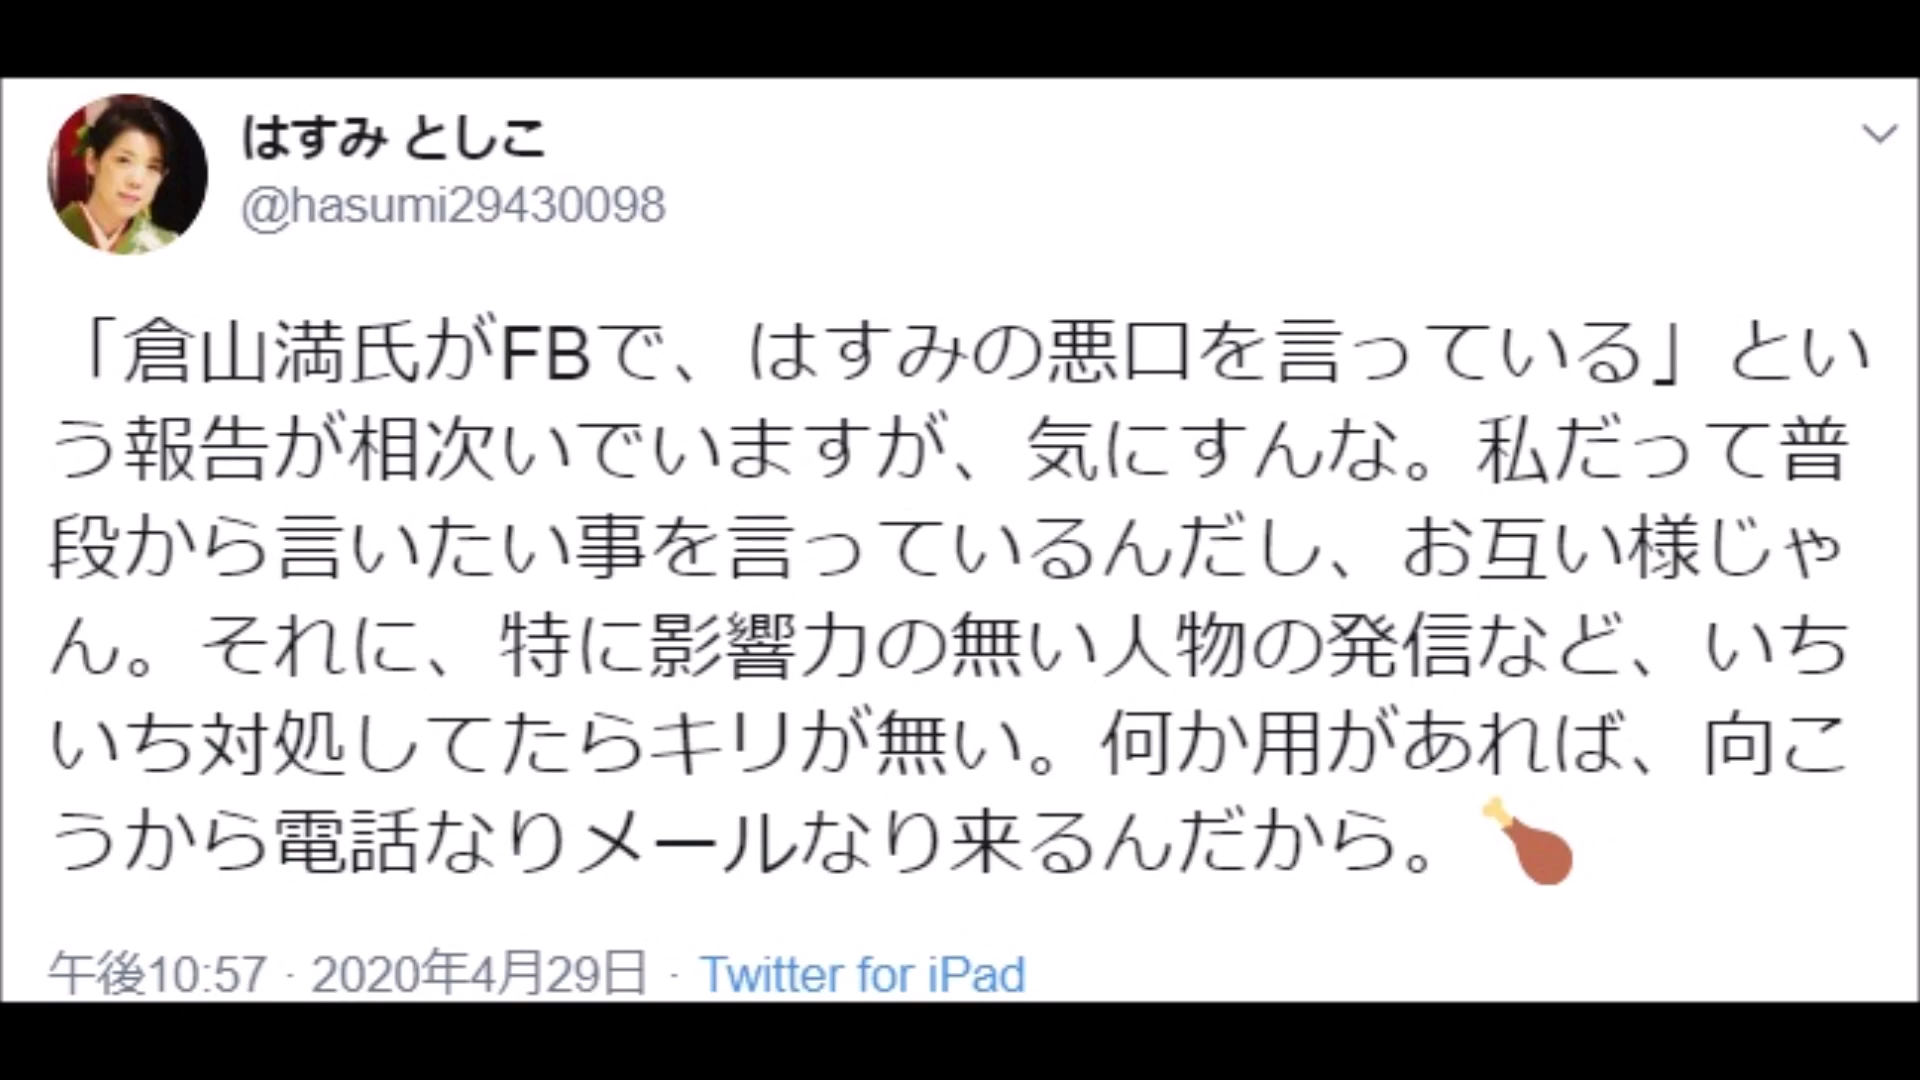 はすみ としこ
@hasumi29430098
「倉山満氏がFBで、はすみの悪口を言っている」とい
う報告が相次いでいますが、気にすんな。私だって普
段から言いたい事を言っているんだし、お互い様じゃ
ん。それに、特に影響力の無い人物の発信など、いち
いち対処してたらキリが無い。何か用があれば、向こ
うから電話なりメールなり来るんだから。🍗
午後10:57 · 2020年4月29日 · Twitter for iPad